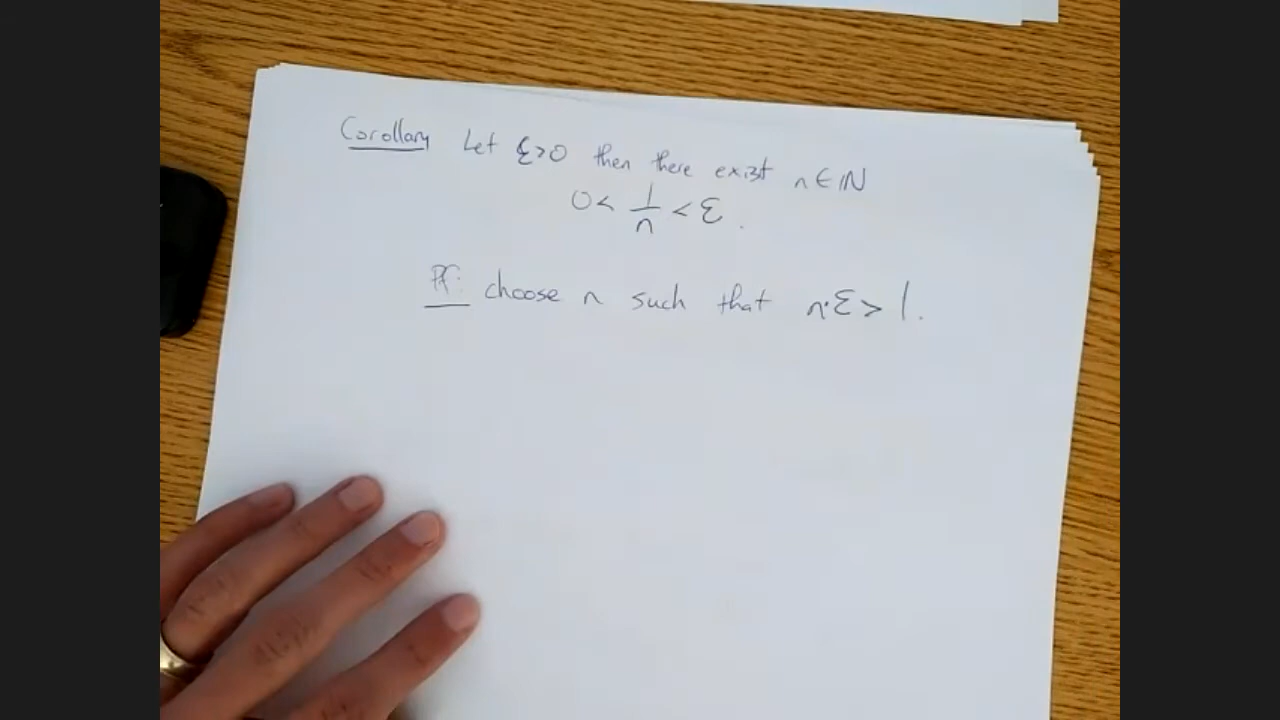 Corollary Let ε>0 then there exist n∈ℕ
0 < 1/n < ε.
Pf: choose n such that n·ε > 1.